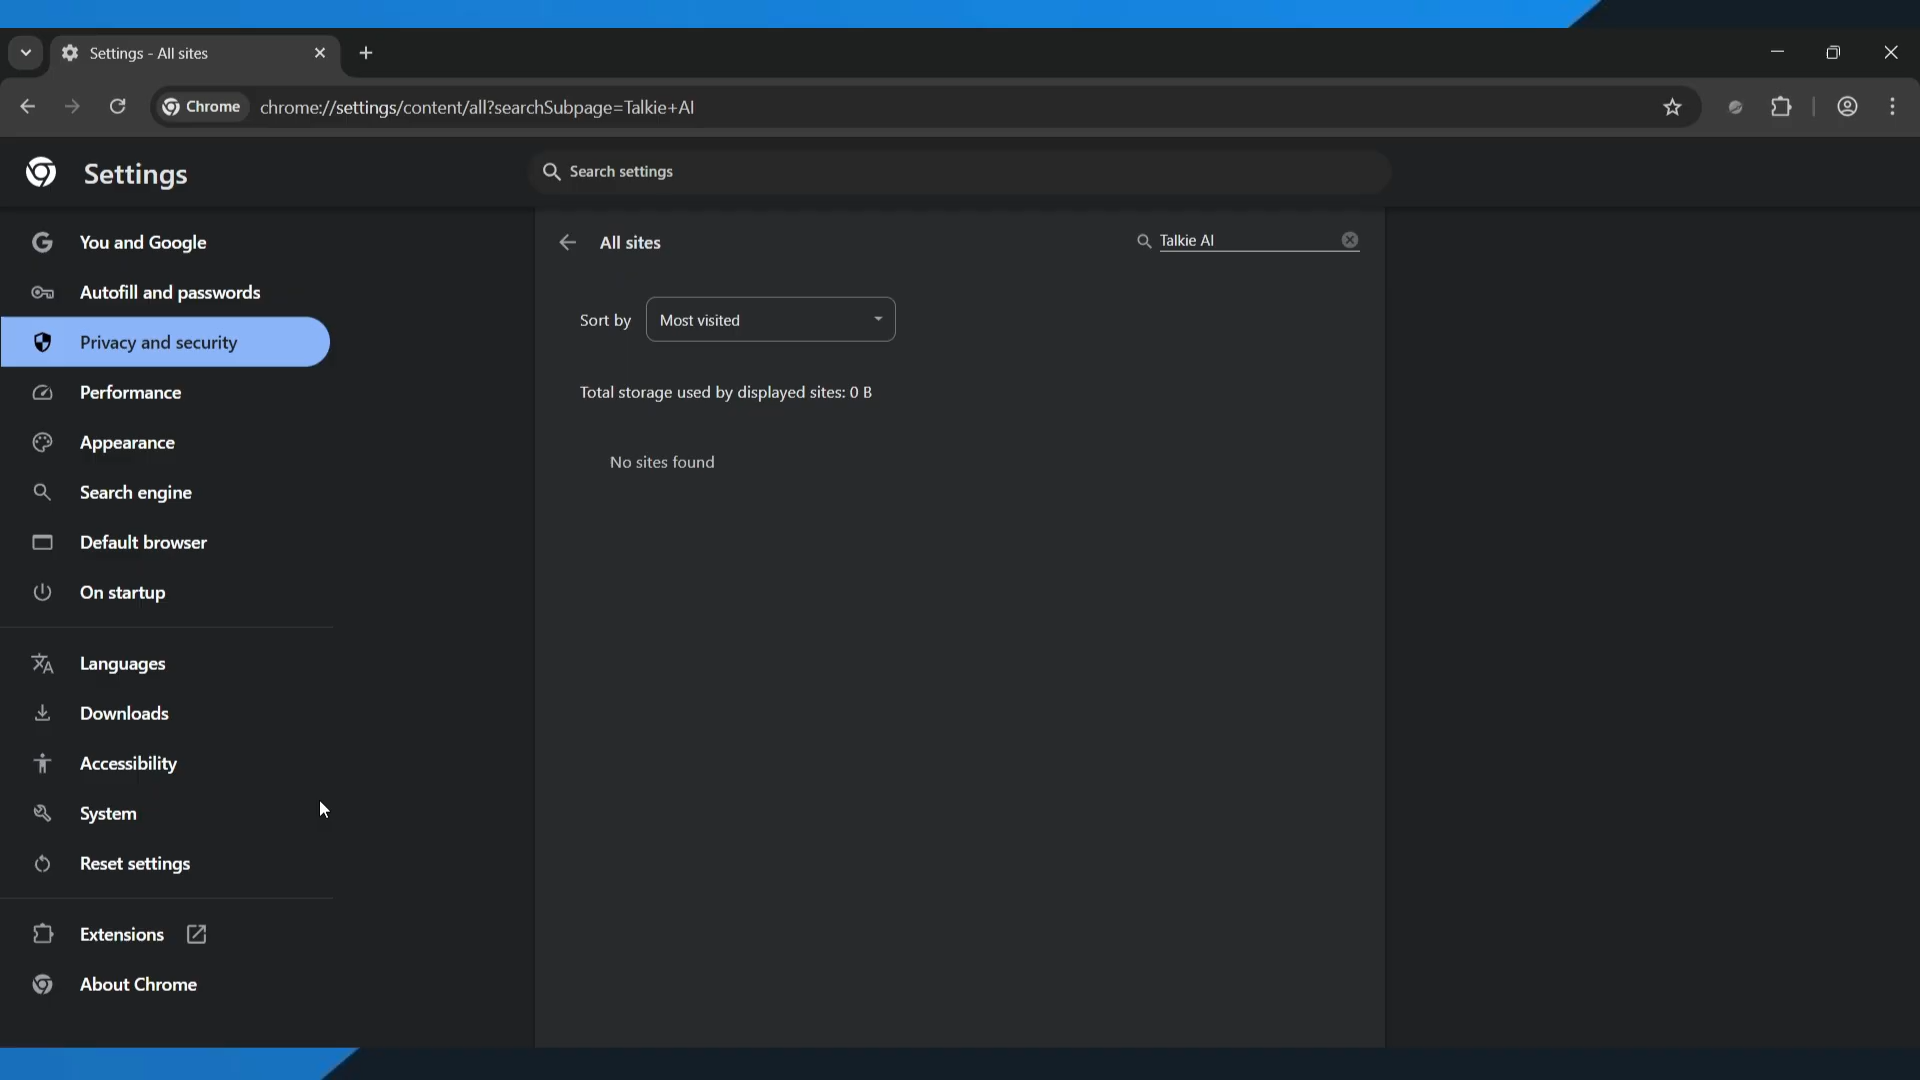 Settings - All sites
Chrome
chrome://settings/content/all?searchSubpage=Talkie+AI
Settings
Search settings
You and Google
Autofill and passwords
Privacy and security
Performance
Appearance
Search engine
Default browser
On startup
Languages
Downloads
Accessibility
System
Reset settings
Extensions
About Chrome
All sites
Talkie AI
Sort by
Most visited
Total storage used by displayed sites: 0 B
No sites found